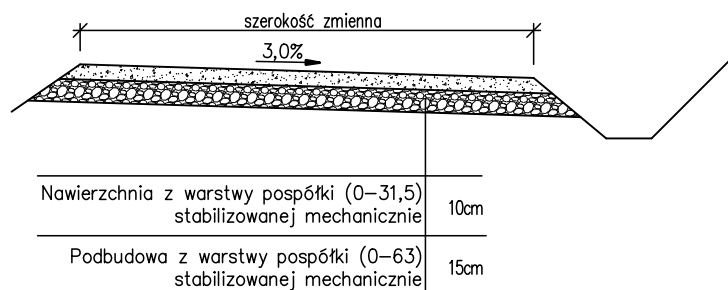 szerokość zmienna
3,0%
Nawierzchnia z warstwy pospółki (0-31,5)
stabilizowanej mechanicznie
10cm
Podbudowa z warstwy pospółki (0-63)
stabilizowanej mechanicznie
15cm